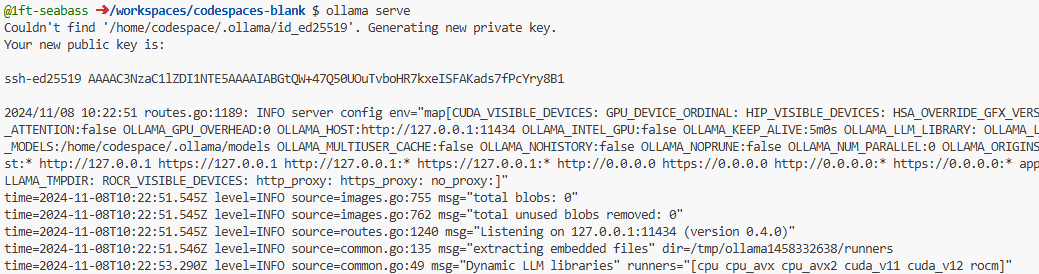 @1ft-seabass ➜/workspaces/codespaces-blank $ ollama serve
Couldn't find '/home/codespace/.ollama/id_ed25519'. Generating new private key.
Your new public key is:
ssh-ed25519 AAAAC3NzaC1lZDI1NTE5AAAAIABGtQW+47Q50UOuTvboHR7kxeISFAKads7fPcYry8B1
2024/11/08 10:22:51 routes.go:1189: INFO server config env="map[CUDA_VISIBLE_DEVICES: GPU_DEVICE_ORDINAL: HIP_VISIBLE_DEVICES: HSA_OVERRIDE_GFX_VERS
_ATTENTION:false OLLAMA_GPU_OVERHEAD:0 OLLAMA_HOST:http://127.0.0.1:11434 OLLAMA_INTEL_GPU:false OLLAMA_KEEP_ALIVE:5m0s OLLAMA_LLM_LIBRARY: OLLAMA_L
_MODELS:/home/codespace/.ollama/models OLLAMA_MULTIUSER_CACHE:false OLLAMA_NOHISTORY:false OLLAMA_NOPRUNE:false OLLAMA_NUM_PARALLEL:0 OLLAMA_ORIGINS
st:* http://127.0.0.1 https://127.0.0.1 http://127.0.0.1:* https://127.0.0.1:* http://0.0.0.0 https://0.0.0.0 http://0.0.0.0:* https://0.0.0.0:* app
LLAMA_TMPDIR: ROCR_VISIBLE_DEVICES: http_proxy: https_proxy: no_proxy:]"
time=2024-11-08T10:22:51.545Z level=INFO source=images.go:755 msg="total blobs: 0"
time=2024-11-08T10:22:51.545Z level=INFO source=images.go:762 msg="total unused blobs removed: 0"
time=2024-11-08T10:22:51.545Z level=INFO source=routes.go:1240 msg="Listening on 127.0.0.1:11434 (version 0.4.0)"
time=2024-11-08T10:22:51.546Z level=INFO source=common.go:135 msg="extracting embedded files" dir=/tmp/ollama1458332638/runners
time=2024-11-08T10:22:53.290Z level=INFO source=common.go:49 msg="Dynamic LLM libraries" runners="[cpu cpu_avx cpu_avx2 cuda_v11 cuda_v12 rocm]"